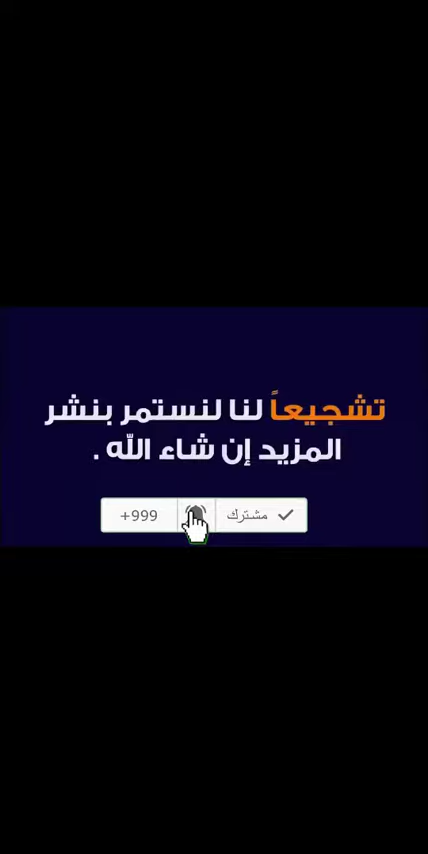 تشجيعاً لنا لنستمر بنشر
المزيد إن شاء الله .
مشترك +999